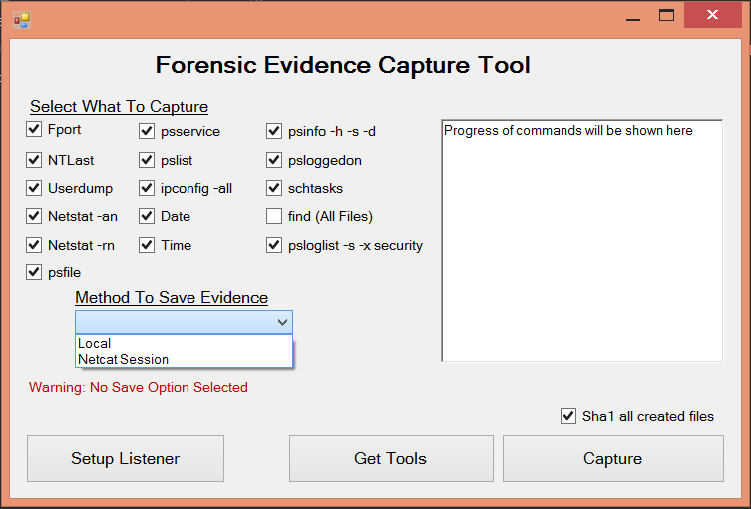 Forensic Evidence Capture Tool
Select What To Capture
Fport
NTLast
Userdump
Netstat -an
Netstat -rn
psfile
psservice
pslist
ipconfig -all
Date
Time
psinfo -h -s -d
psloggedon
schtasks
find (All Files)
psloglist -s -x security
Progress of commands will be shown here
Method To Save Evidence
Local
Netcat Session
Warning: No Save Option Selected
Sha1 all created files
Setup Listener
Get Tools
Capture